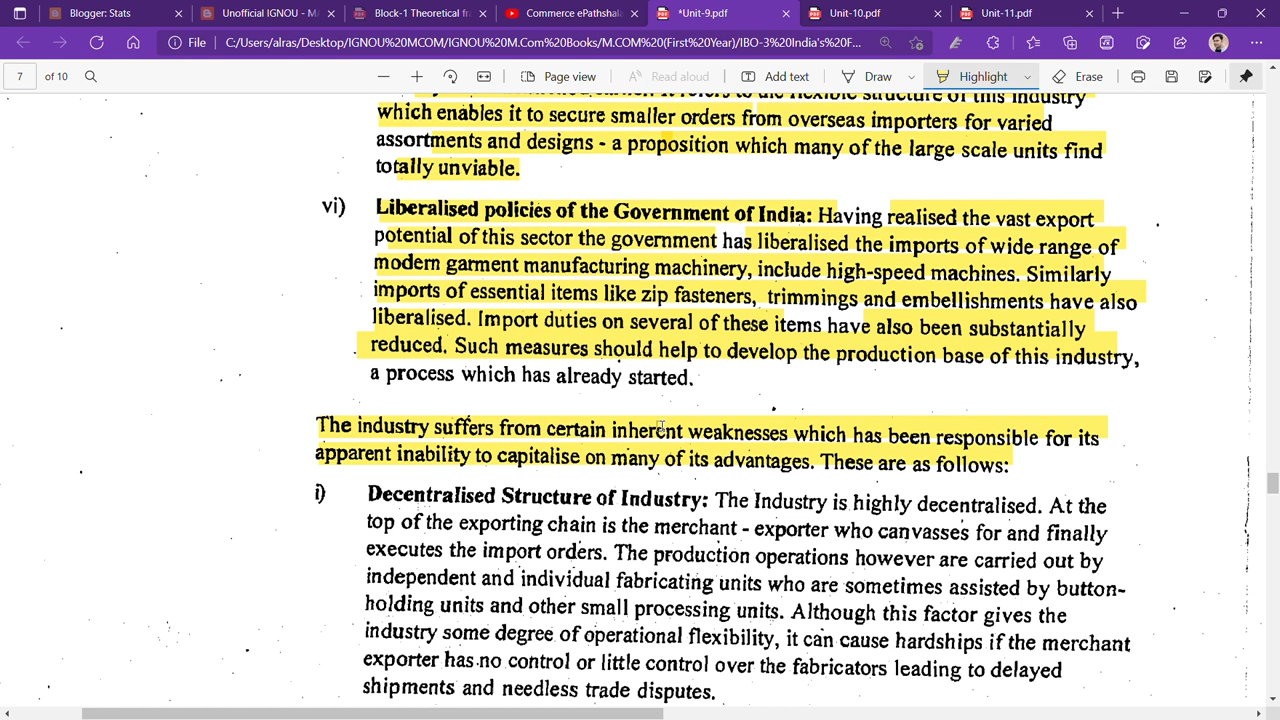 Blogger: Stats
Unofficial IGNOU - MA
Block-1 Theoretical fra
Commerce ePathshala
*Unit-9.pdf
Unit-10.pdf
Unit-11.pdf
File
C:/Users/alras/Desktop/IGNOU%20MCOM/IGNOU%20M.Com%20Books/M.COM%20(First%20Year)/IBO-3%20India's%20F...
7 of 10
Page view
Read aloud
Add text
Draw
Highlight
Erase
structure of this industry
which enables it to secure smaller orders from overseas importers for varied
assortments and designs - a proposition which many of the large scale units find
totally unviable.
vi) Liberalised policies of the Government of India: Having realised the vast export
potential of this sector the government has liberalised the imports of wide range of
modern garment manufacturing machinery, include high-speed machines. Similarly
imports of essential items like zip fasteners, trimmings and embellishments have also
liberalised. Import duties on several of these items have also been substantially
reduced. Such measures should help to develop the production base of this industry,
a process which has already started.
The industry suffers from certain inherent weaknesses which has been responsible for its
apparent inability to capitalise on many of its advantages. These are as follows:
i) Decentralised Structure of Industry: The Industry is highly decentralised. At the
top of the exporting chain is the merchant - exporter who canvasses for and finally
executes the import orders. The production operations however are carried out by
independent and individual fabricating units who are sometimes assisted by button-
holding units and other small processing units. Although this factor gives the
industry some degree of operational flexibility, it can cause hardships if the merchant
exporter has no control or little control over the fabricators leading to delayed
shipments and needless trade disputes.